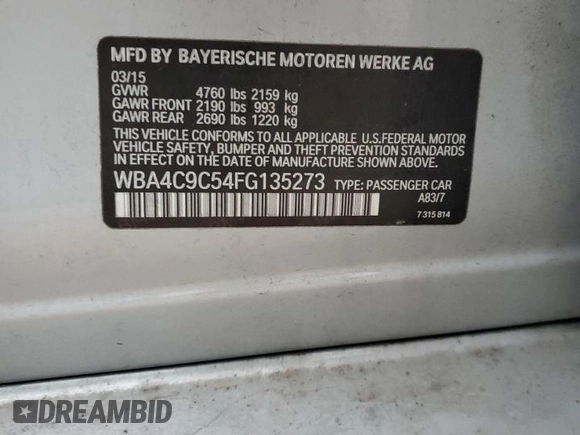 MFD BY BAYERISCHE MOTOREN WERKE AG
03/15
GVWR 4760 lbs 2159 kg
GAWR FRONT 2190 lbs 993 kg
GAWR REAR 2690 lbs 1220 kg
THIS VEHICLE CONFORMS TO ALL APPLICABLE U.S.FEDERAL MOTOR
VEHICLE SAFETY, BUMPER AND THEFT PREVENTION STANDARDS
IN EFFECT ON THE DATE OF MANUFACTURE SHOWN ABOVE.
WBA4C9C54FG135273 TYPE: PASSENGER CAR
A83/7
7 315 814
DREAMBID